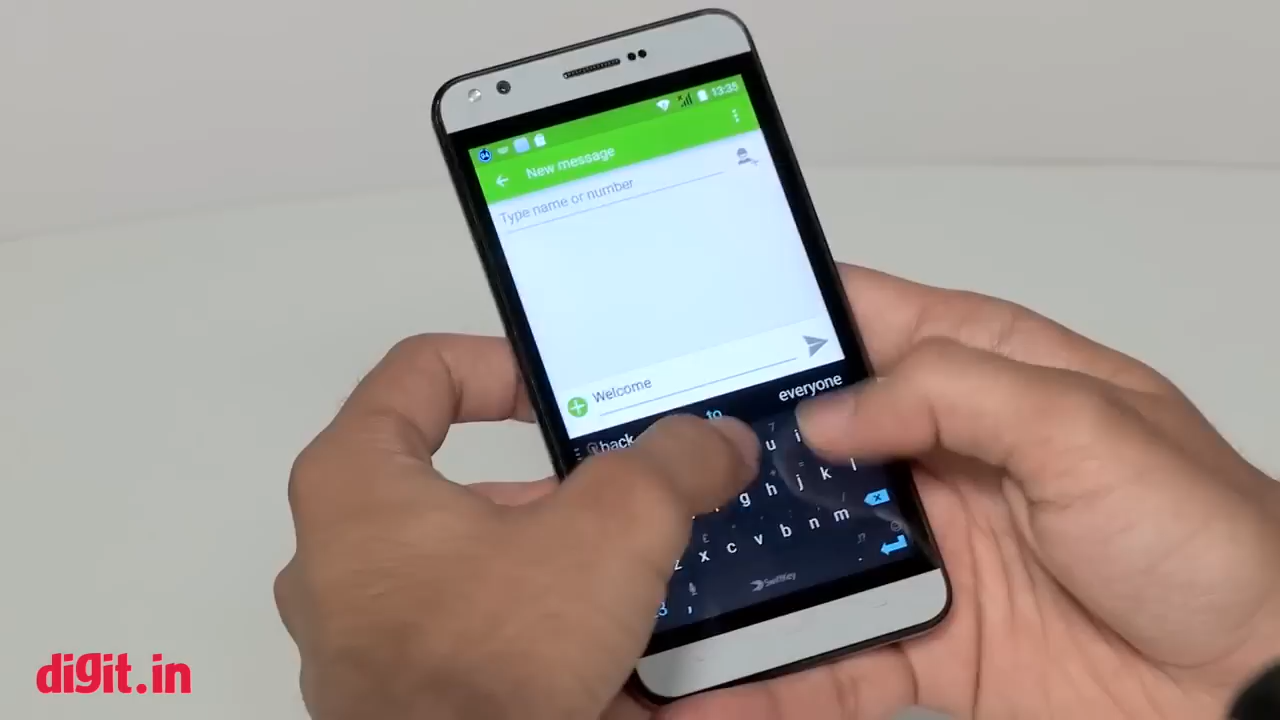 13:35
New message
Type name or number
Welcome
back to everyone
u i
g h j k l
z x c v b n m
SwiftKey
digit.in